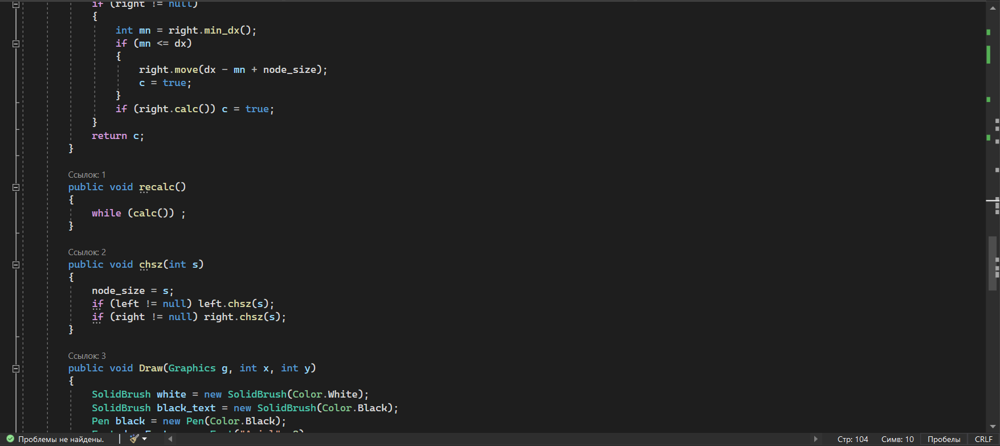 if (right != null)
{
int mn = right.min_dx();
if (mn <= dx)
{
right.move(dx - mn + node_size);
c = true;
}
if (right.calc()) c = true;
}
return c;
}
Ссылок: 1
public void recalc()
{
while (calc()) ;
}
Ссылок: 2
public void chsz(int s)
{
node_size = s;
if (left != null) left.chsz(s);
if (right != null) right.chsz(s);
}
Ссылок: 3
public void Draw(Graphics g, int x, int y)
{
SolidBrush white = new SolidBrush(Color.White);
SolidBrush black_text = new SolidBrush(Color.Black);
Pen black = new Pen(Color.Black);
Проблемы не найдены. Стр: 104 Симв: 10 Пробелы CRLF